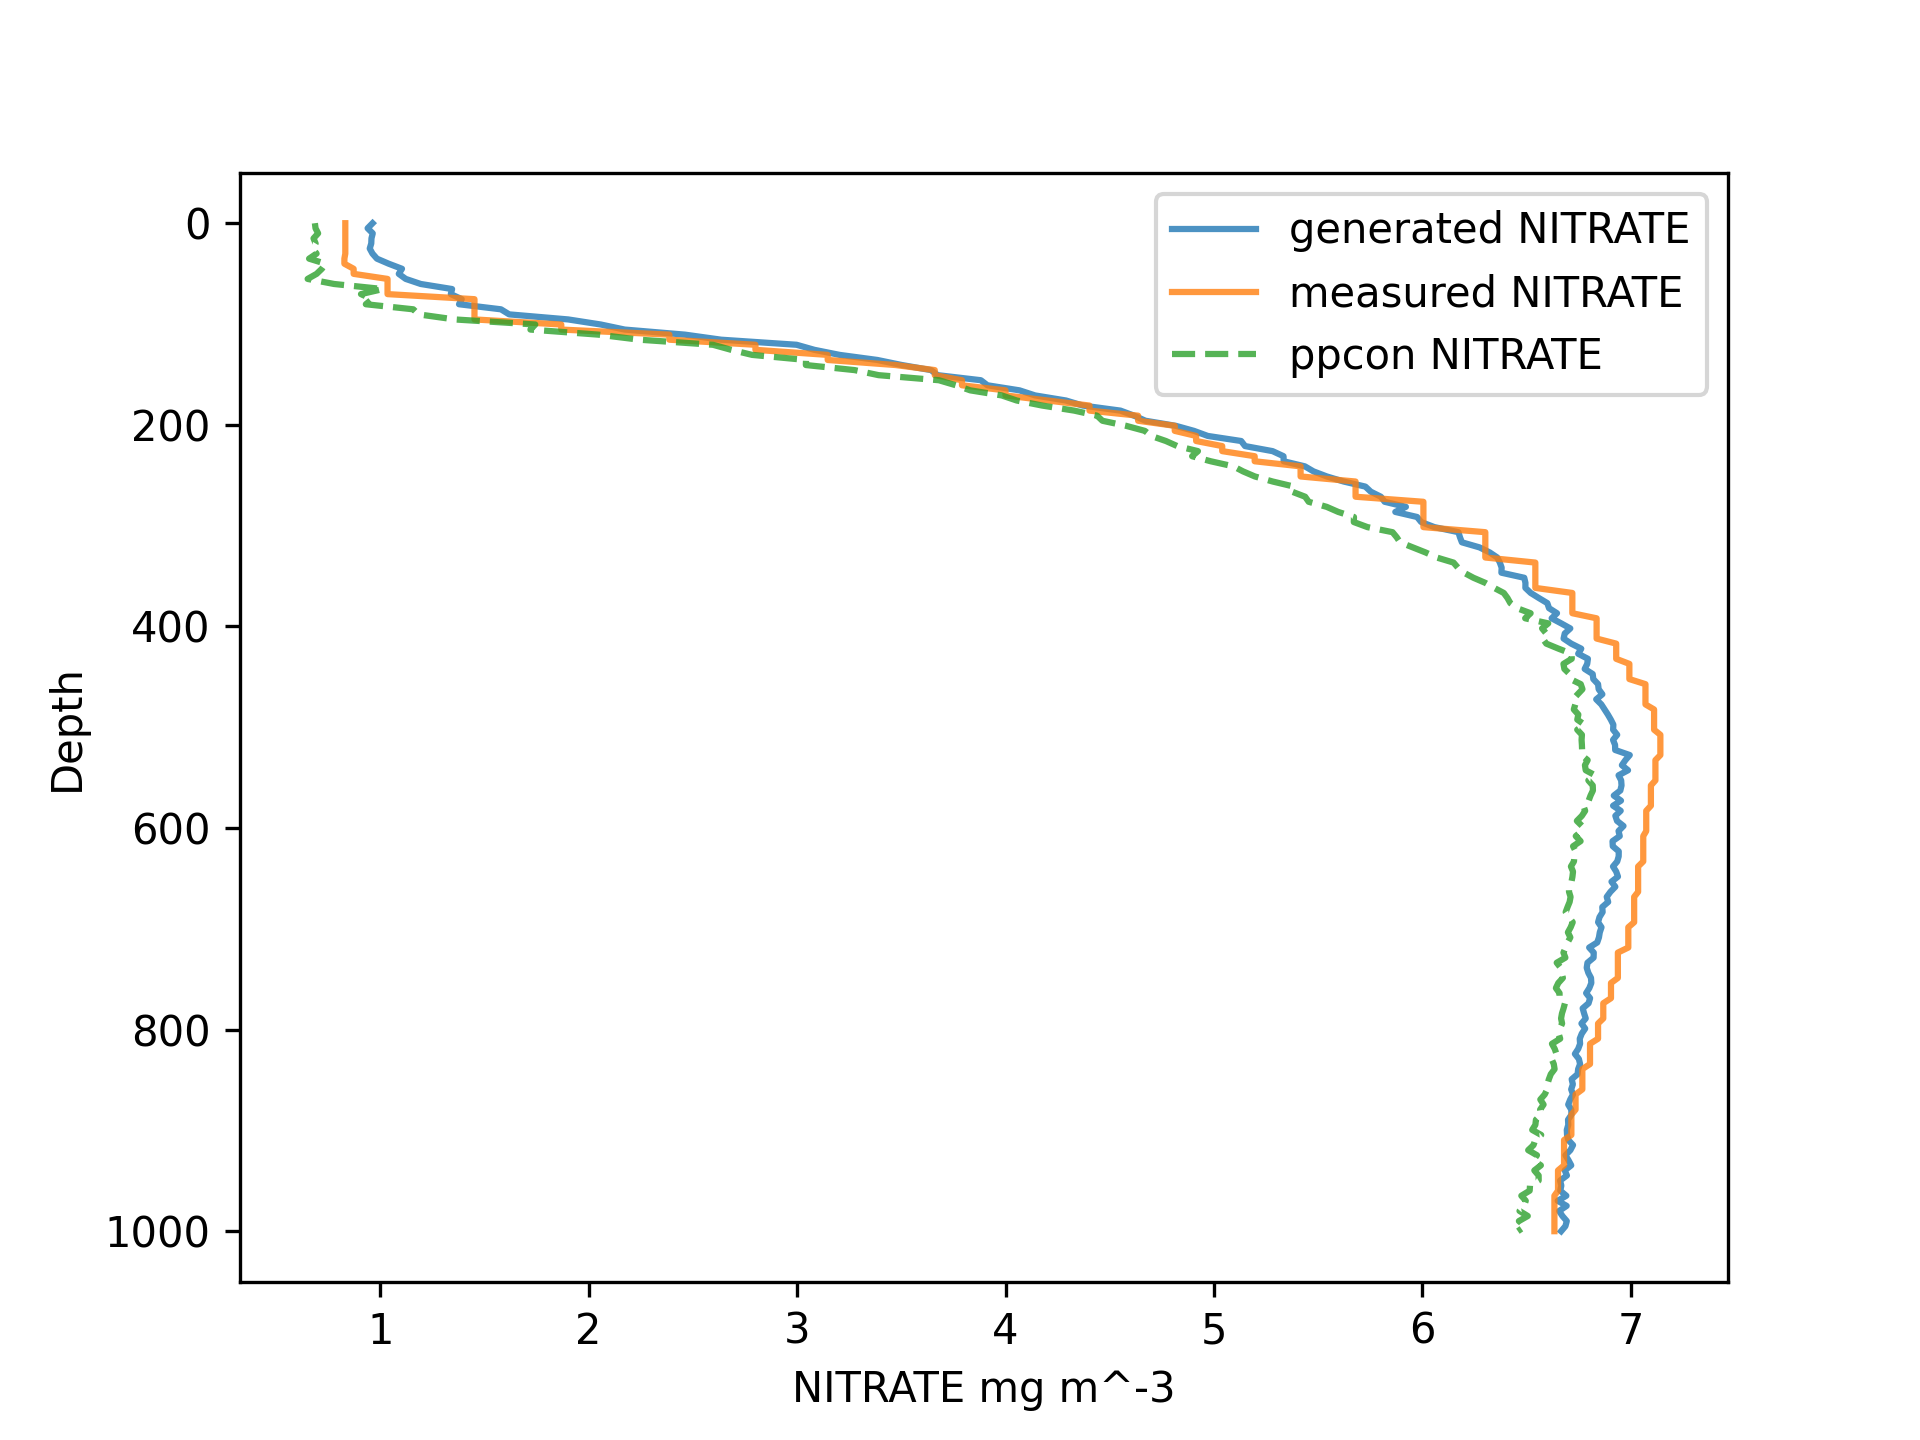 generated NITRATE
measured NITRATE
ppcon NITRATE
0
200
400
600
800
1000
Depth
1 2 3 4 5 6 7
NITRATE mg m^-3